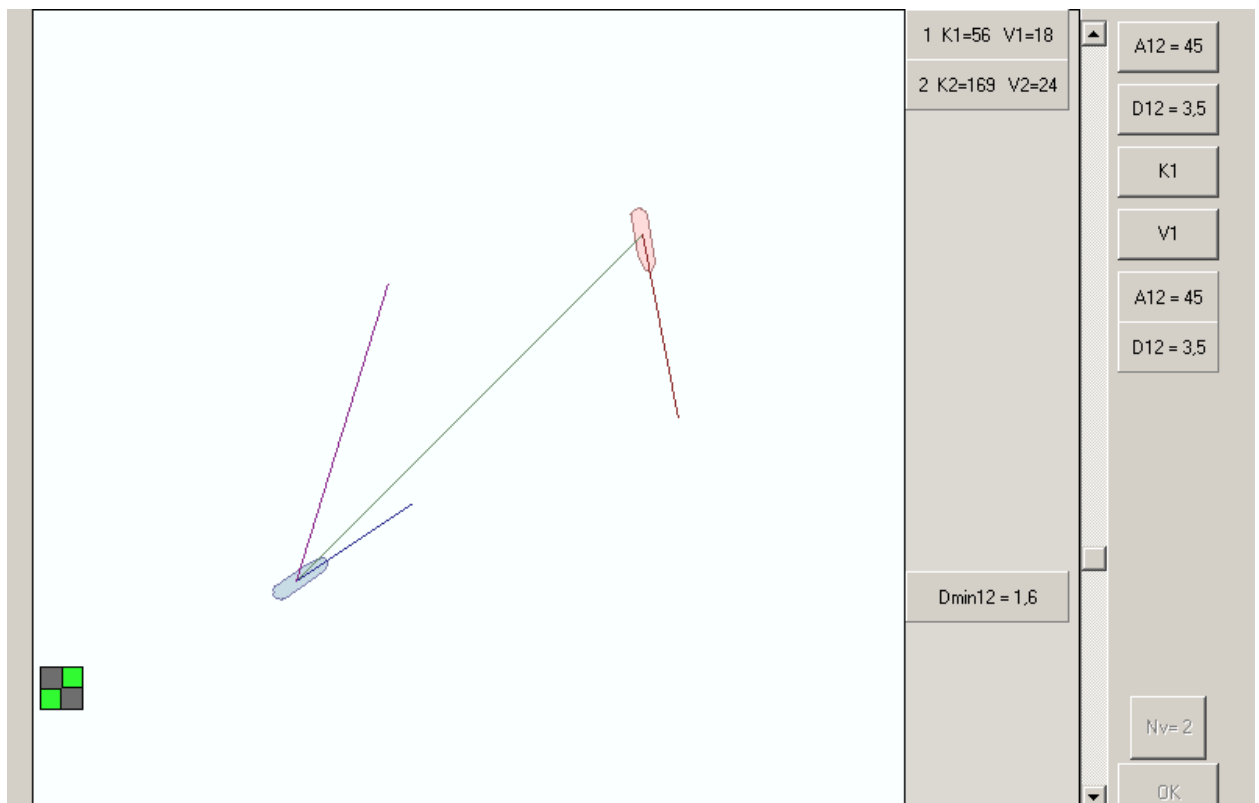 1 K1=56 V1=18
2 K2=169 V2=24
Dmin12 = 1,6
A12 = 45
D12 = 3,5
K1
V1
A12 = 45
D12 = 3,5
Nv= 2
OK